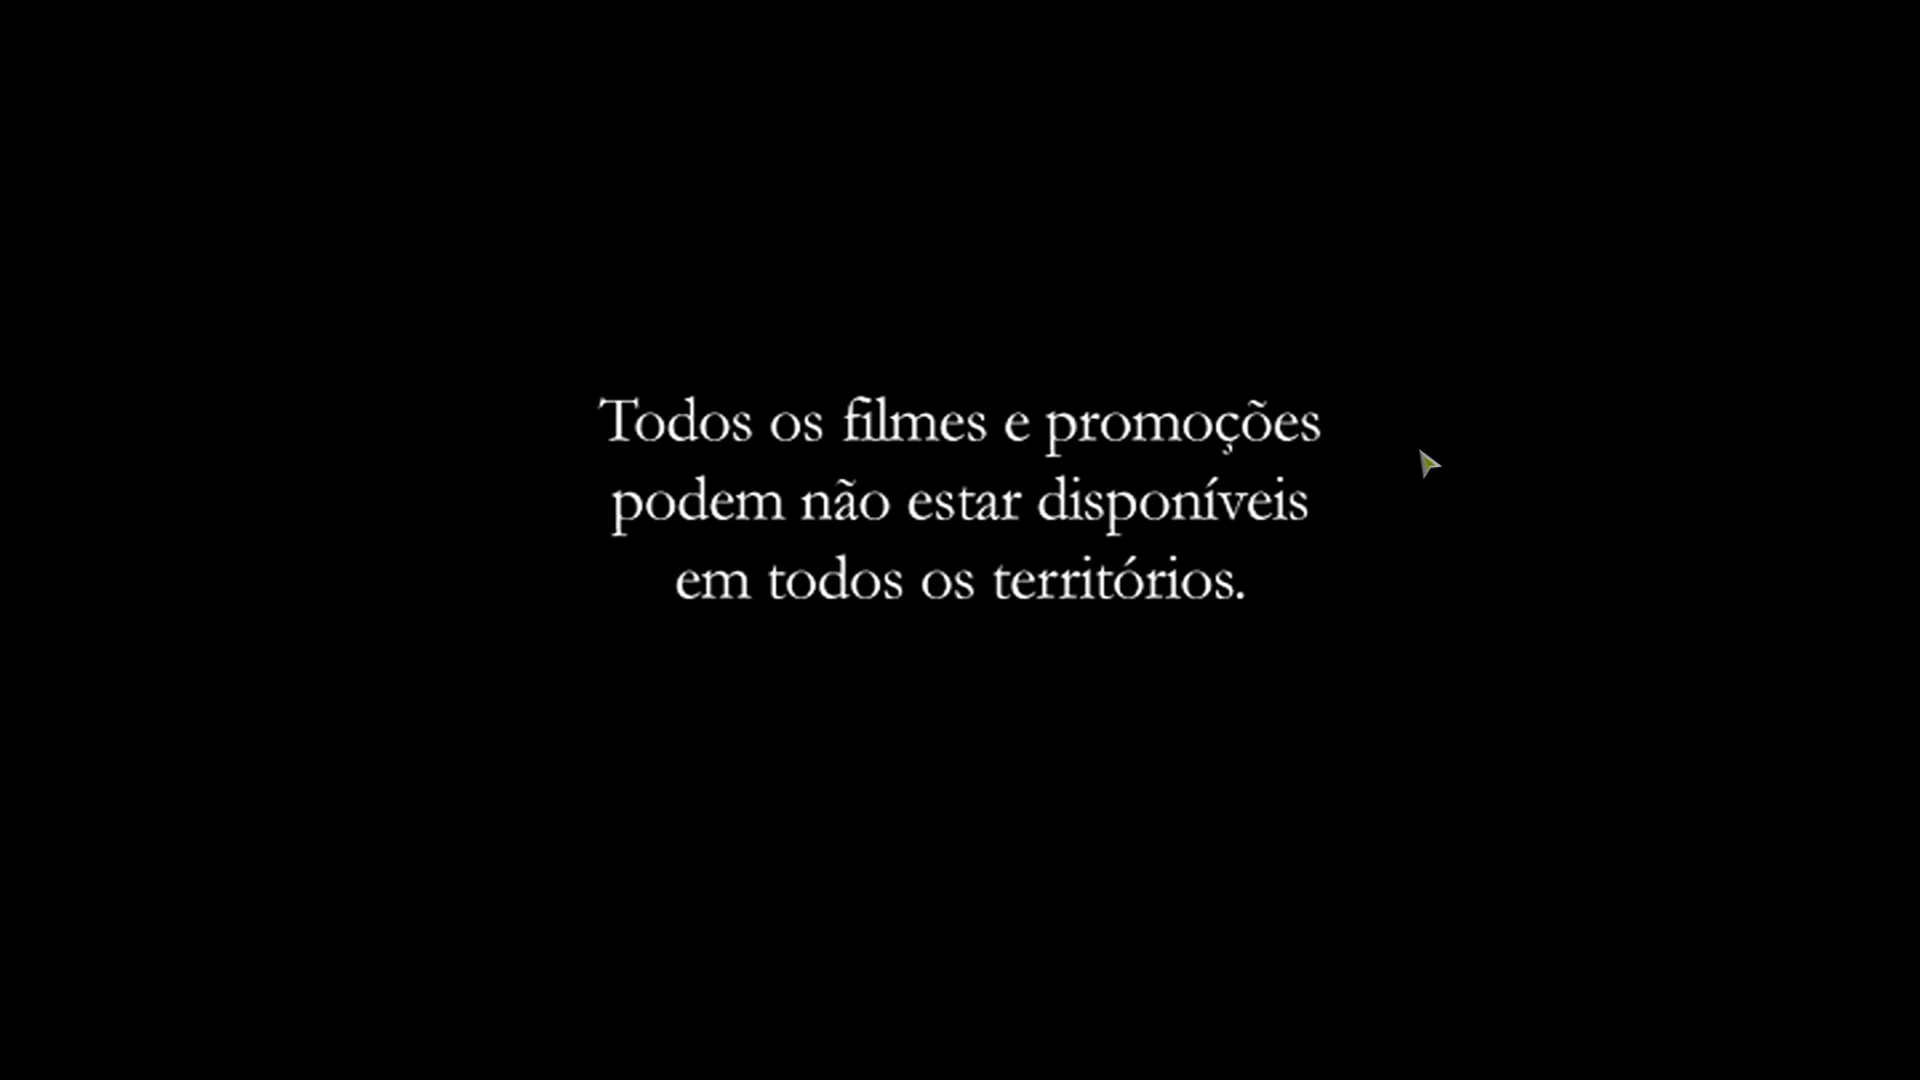 Todos os filmes e promoções
podem não estar disponíveis
em todos os territórios.